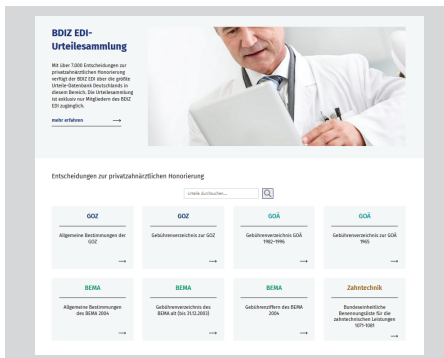 BDIZ EDI-
Urteilesammlung
Mit über 7.000 Entscheidungen zur
privatzahnärztlichen Honorierung
verfügt der BDIZ EDI über die größte
Urteile-Datenbank Deutschlands in
diesem Bereich. Die Urteilesammlung
ist exklusiv nur Mitgliedern des BDIZ
EDI zugänglich.
mehr erfahren
Entscheidungen zur privatzahnärztlichen Honorierung
Urteile durchsuchen...
GOZ
Allgemeine Bestimmungen der
GOZ
GOZ
Gebührenverzeichnis zur GOZ
GOÄ
Gebührenverzeichnis GOÄ
1982-1996
GOÄ
Gebührenverzeichnis zur GOÄ
1965
BEMA
Allgemeine Bestimmungen
des BEMA 2004
BEMA
Gebührenverzeichnis des
BEMA alt (bis 31.12.2003)
BEMA
Gebührenziffern des BEMA
2004
Zahntechnik
Bundeseinheitliche
Benennungsliste für die
zahntechnischen Leistungen
1071-1081